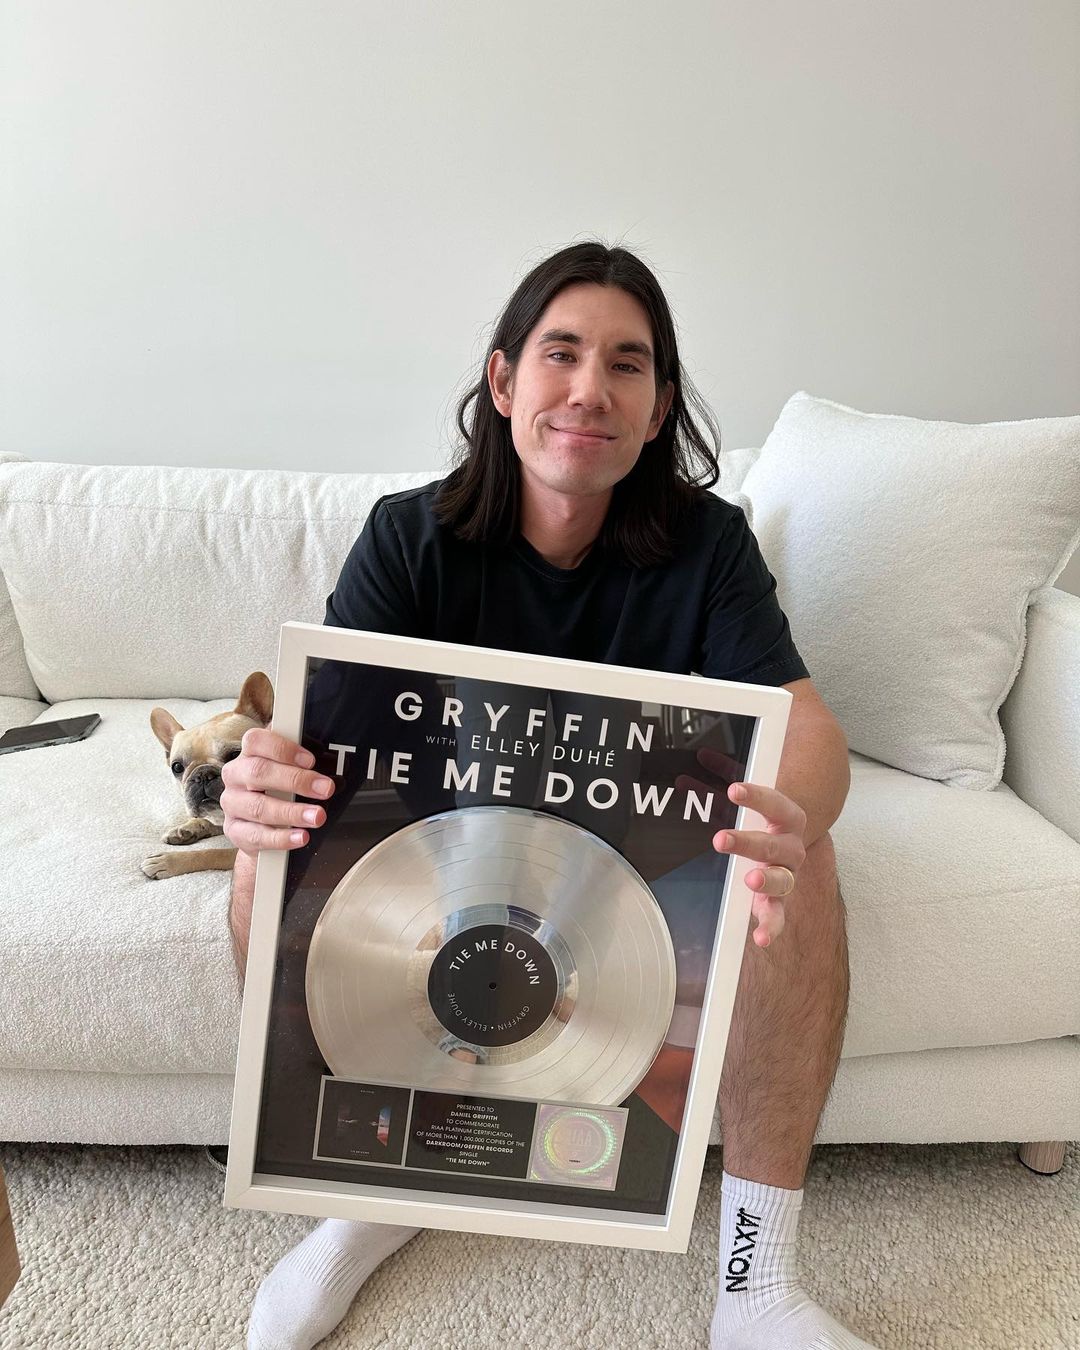 GRYFFIN
WITH ELLEY DUHÉ
TIE ME DOWN
TIE ME DOWN
GRYFFIN • ELLEY DUHÉ
PRESENTED TO
DANIEL GRIFFITH
TO COMMEMORATE
RIAA PLATINUM CERTIFICATION
OF MORE THAN 1,000,000 COPIES OF THE
DARKROOM/GEFFEN RECORDS
SINGLE
"TIE ME DOWN"
RIAA
JAXXON